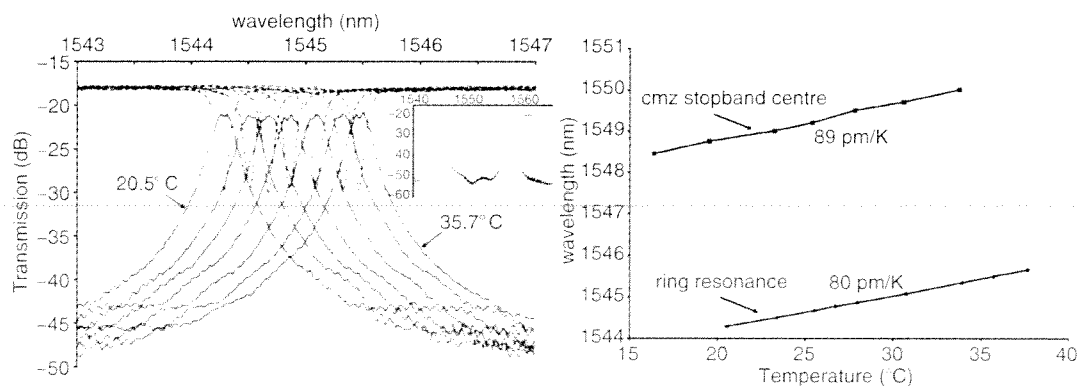 wavelength (nm)
1543 1544 1545 1546 1547
Transmission (dB)
-15
-20
-25
-30
-35
-40
-45
-50
20.5°C
35.7°C
1540 1550 1560
-20
-30
-40
-50
-60
wavelength (nm)
1551
1550
1549
1548
1547
1546
1545
1544
cmz stopband centre
89 pm/K
ring resonance
80 pm/K
15 20 25 30 35 40
Temperature (°C)